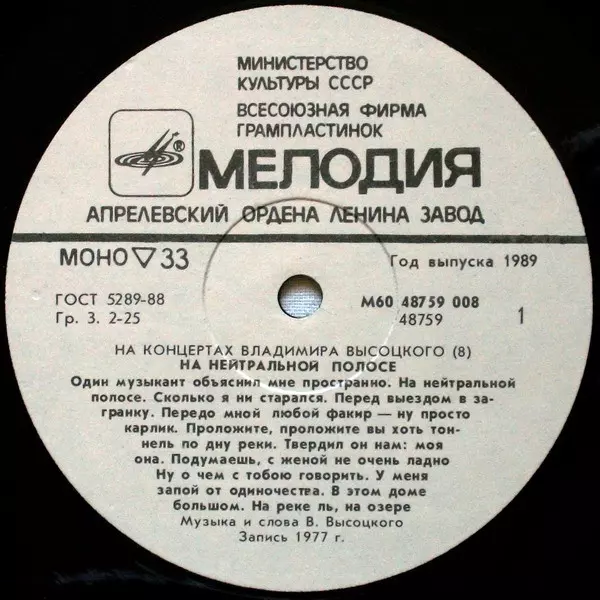 МИНИСТЕРСТВО
КУЛЬТУРЫ СССР
ВСЕСОЮЗНАЯ ФИРМА
ГРАМПЛАСТИНОК
® МЕЛОДИЯ
АПРЕЛЕВСКИЙ ОРДЕНА ЛЕНИНА ЗАВОД
МОНО ▽ 33
Год выпуска 1989
ГОСТ 5289-88
М60 48759 008
Гр. 3. 2-25
48759
1
НА КОНЦЕРТАХ ВЛАДИМИРА ВЫСОЦКОГО (8)
НА НЕЙТРАЛЬНОЙ ПОЛОСЕ
Один музыкант объяснил мне пространно. На нейтральной
полосе. Сколько я ни старался. Перед выездом в за-
гранку. Передо мной любой факир — ну просто
карлик. Проложите, проложите вы хоть тон-
нель по дну реки. Твердил он нам: моя
она. Подумаешь, с женой не очень ладно
Ну о чем с тобою говорить. У меня
запой от одиночества. В этом доме
большом. На реке ль, на озере
Музыка и слова В. Высоцкого
Запись 1977 г.